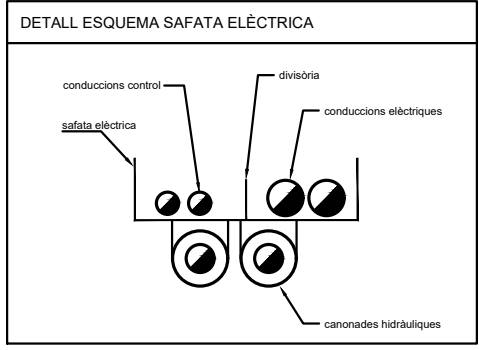 DETALL ESQUEMA SAFATA ELÈCTRICA
divisòria
conduccions control
conduccions elèctriques
safata elèctrica
canonades hidràuliques